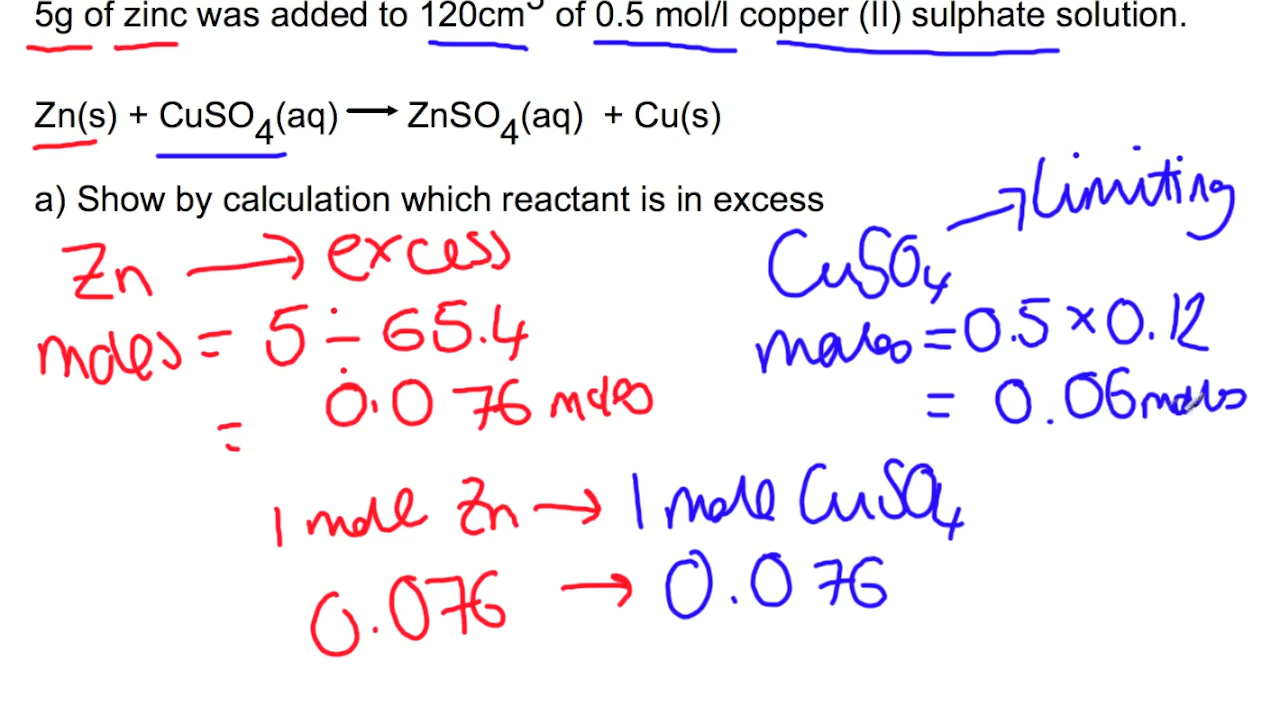 5g of zinc was added to 120cm³ of 0.5 mol/l copper (II) sulphate solution.
Zn(s) + CuSO₄(aq) → ZnSO₄(aq) + Cu(s)
a) Show by calculation which reactant is in excess
Zn → excess
moles = 5 ÷ 65.4
= 0.076 moles
CuSO₄ → limiting
moles = 0.5 × 0.12
= 0.06 moles
1 mole Zn → 1 mole CuSO₄
0.076 → 0.076